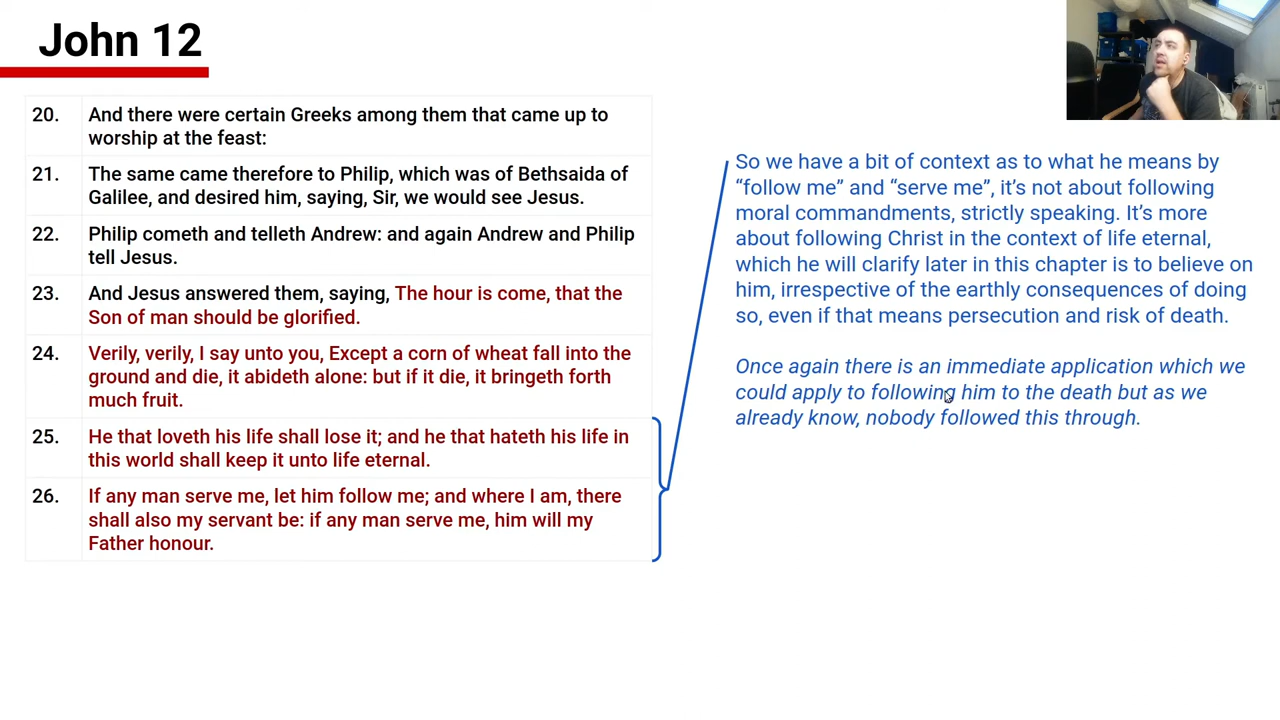 John 12
20. And there were certain Greeks among them that came up to
worship at the feast:
21. The same came therefore to Philip, which was of Bethsaida of
Galilee, and desired him, saying, Sir, we would see Jesus.
22. Philip cometh and telleth Andrew: and again Andrew and Philip
tell Jesus.
23. And Jesus answered them, saying, The hour is come, that the
Son of man should be glorified.
24. Verily, verily, I say unto you, Except a corn of wheat fall into the
ground and die, it abideth alone: but if it die, it bringeth forth
much fruit.
25. He that loveth his life shall lose it; and he that hateth his life in
this world shall keep it unto life eternal.
26. If any man serve me, let him follow me; and where I am, there
shall also my servant be: if any man serve me, him will my
Father honour.
So we have a bit of context as to what he means by
“follow me” and “serve me”, it’s not about following
moral commandments, strictly speaking. It’s more
about following Christ in the context of life eternal,
which he will clarify later in this chapter is to believe on
him, irrespective of the earthly consequences of doing
so, even if that means persecution and risk of death.
Once again there is an immediate application which we
could apply to following him to the death but as we
already know, nobody followed this through.